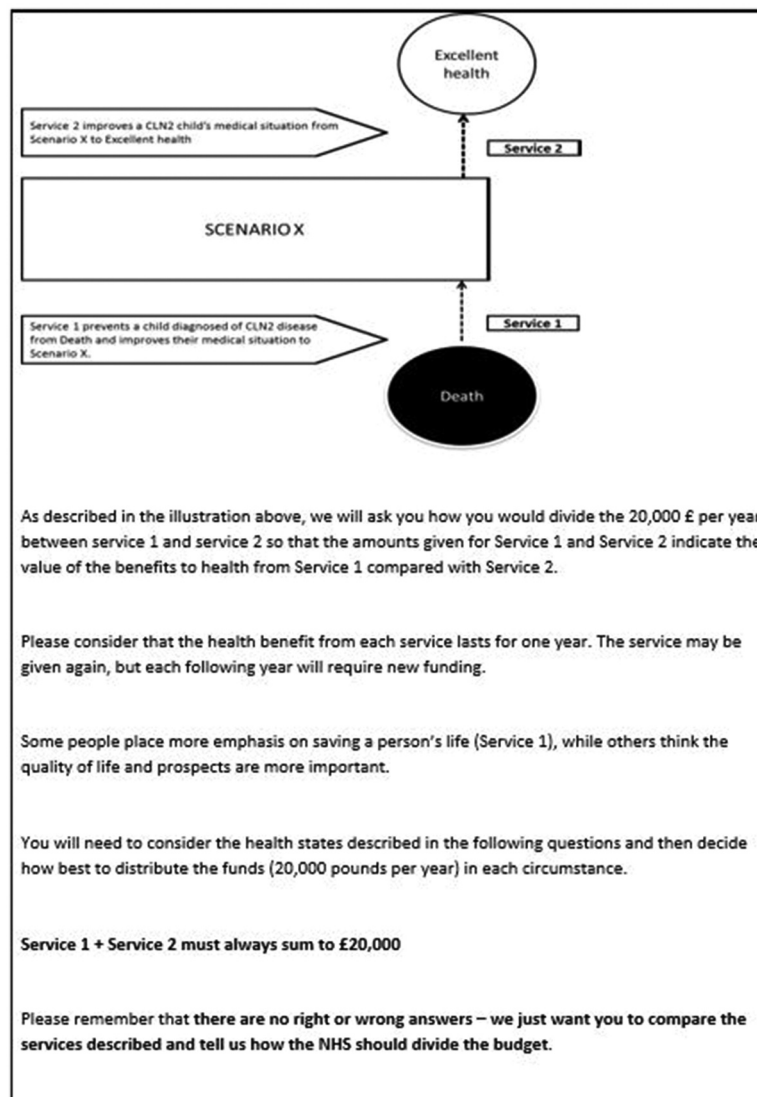 Excellent
health
Service 2 improves a CLN2 child's medical situation from
Scenario X to Excellent health
Service 2
SCENARIO X
Service 1 prevents a child diagnosed of CLN2 disease
from Death and improves their medical situation to
Scenario X.
Service 1
Death
As described in the illustration above, we will ask you how you would divide the 20,000 £ per year
between service 1 and service 2 so that the amounts given for Service 1 and Service 2 indicate the
value of the benefits to health from Service 1 compared with Service 2.
Please consider that the health benefit from each service lasts for one year. The service may be
given again, but each following year will require new funding.
Some people place more emphasis on saving a person's life (Service 1), while others think the
quality of life and prospects are more important.
You will need to consider the health states described in the following questions and then decide
how best to distribute the funds (20,000 pounds per year) in each circumstance.
Service 1 + Service 2 must always sum to £20,000
Please remember that there are no right or wrong answers – we just want you to compare the
services described and tell us how the NHS should divide the budget.